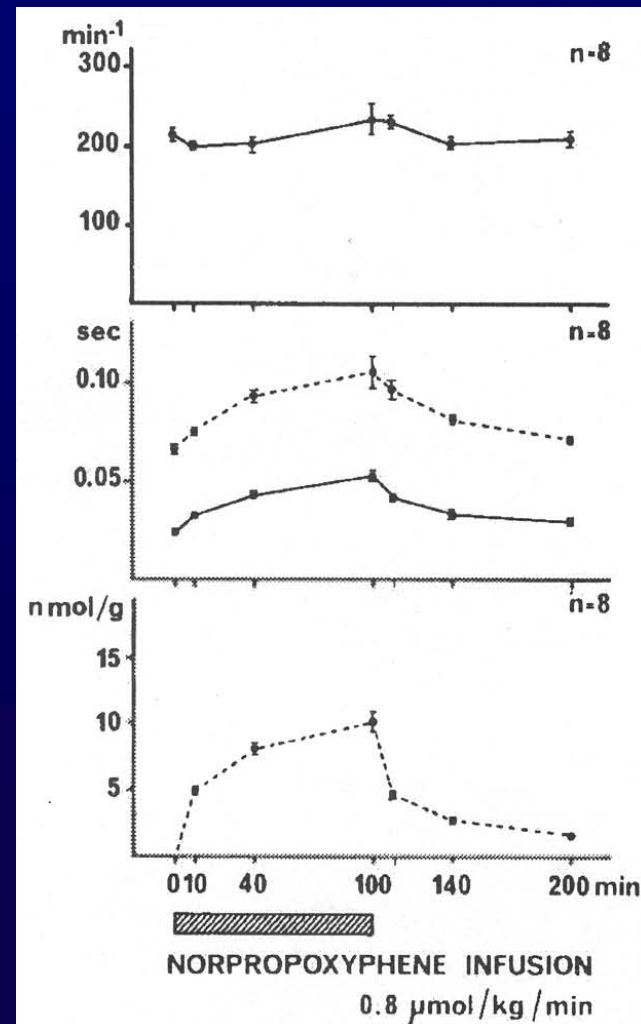 min-1
300
n=8
200
100
sec
n=8
0.10
0.05
n mol/g
n=8
15
10
5
0 10 40 100 140 200 min
NORPROPOXYPHENE INFUSION
0.8 µmol/kg/min